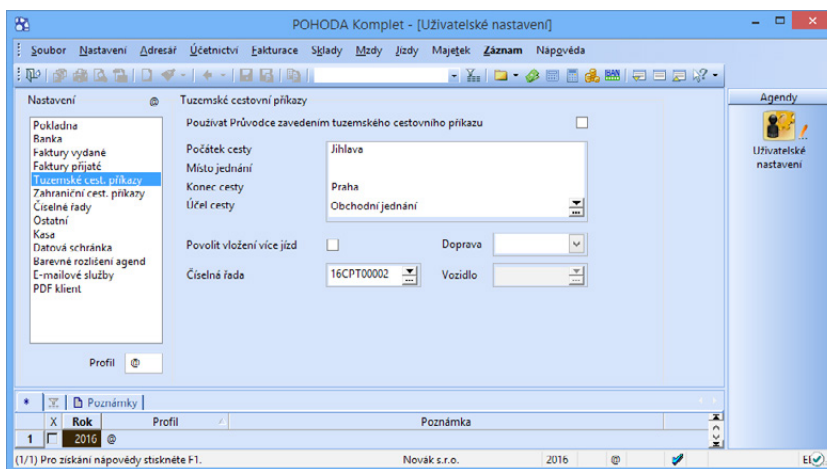 POHODA Komplet - [Uživatelské nastavení]
Soubor Nastavení Adresář Účetnictví Fakturace Sklady Mzdy Jízdy Majetek Záznam Nápověda
Nastavení @
Pokladna
Banka
Faktury vydané
Faktury přijaté
Tuzemské cest. příkazy
Zahraniční cest. příkazy
Číselné řady
Ostatní
Kasa
Datová schránka
Barevné rozlišení agend
E-mailové služby
PDF klient
Profil @
Tuzemské cestovní příkazy
Používat Průvodce zavedením tuzemského cestovního příkazu
Počátek cesty Jihlava
Místo jednání
Konec cesty Praha
Účel cesty Obchodní jednání
Povolit vložení více jízd Doprava
Číselná řada 16CPT00002 Vozidlo
Agendy
Uživatelské
nastavení
* Poznámky
X Rok Profil Poznámka
1 2016 @
(1/1) Pro získání nápovědy stiskněte F1. Novák s.r.o. 2016 @